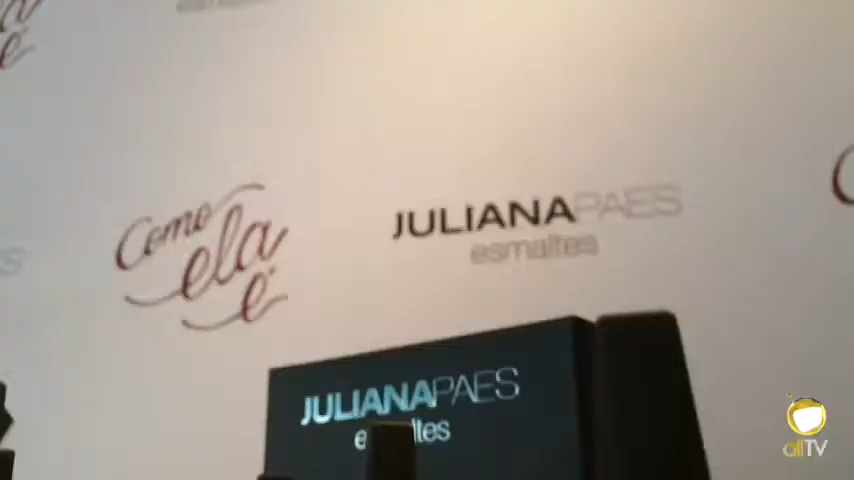 Como
ela
é
JULIANAPAES
esmaltes
JULIANAPAES
allTV